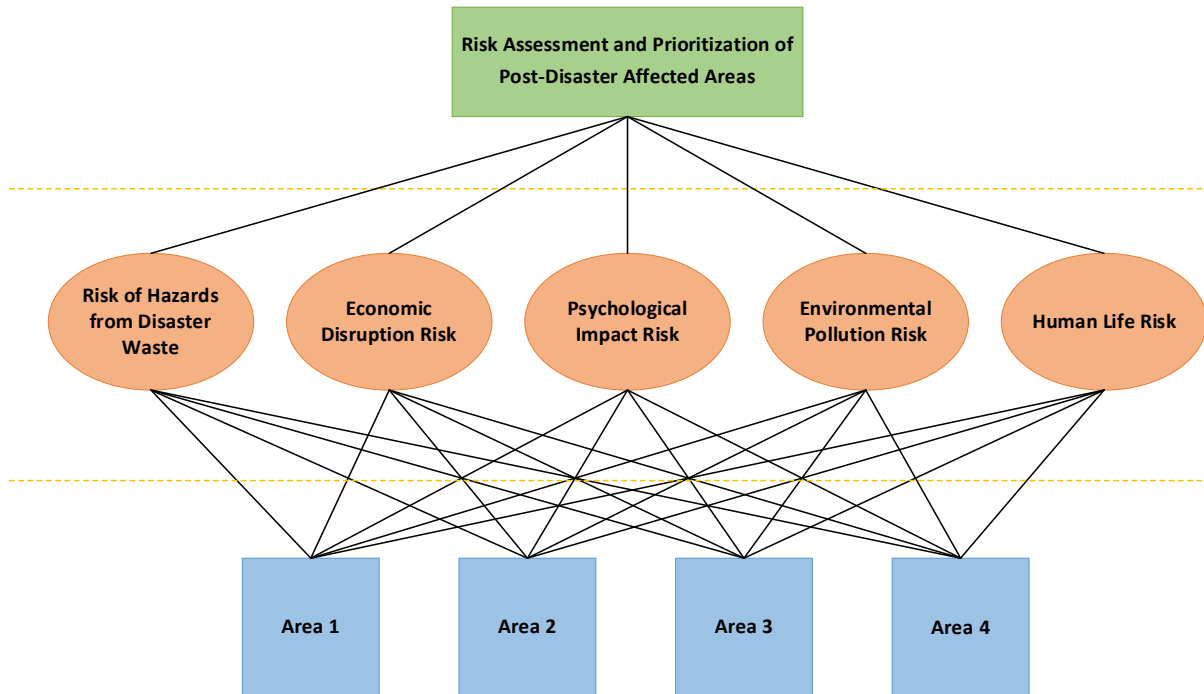 Risk Assessment and Prioritization of
Post-Disaster Affected Areas
Risk of Hazards
from Disaster
Waste
Economic
Disruption Risk
Psychological
Impact Risk
Environmental
Pollution Risk
Human Life Risk
Area 1
Area 2
Area 3
Area 4